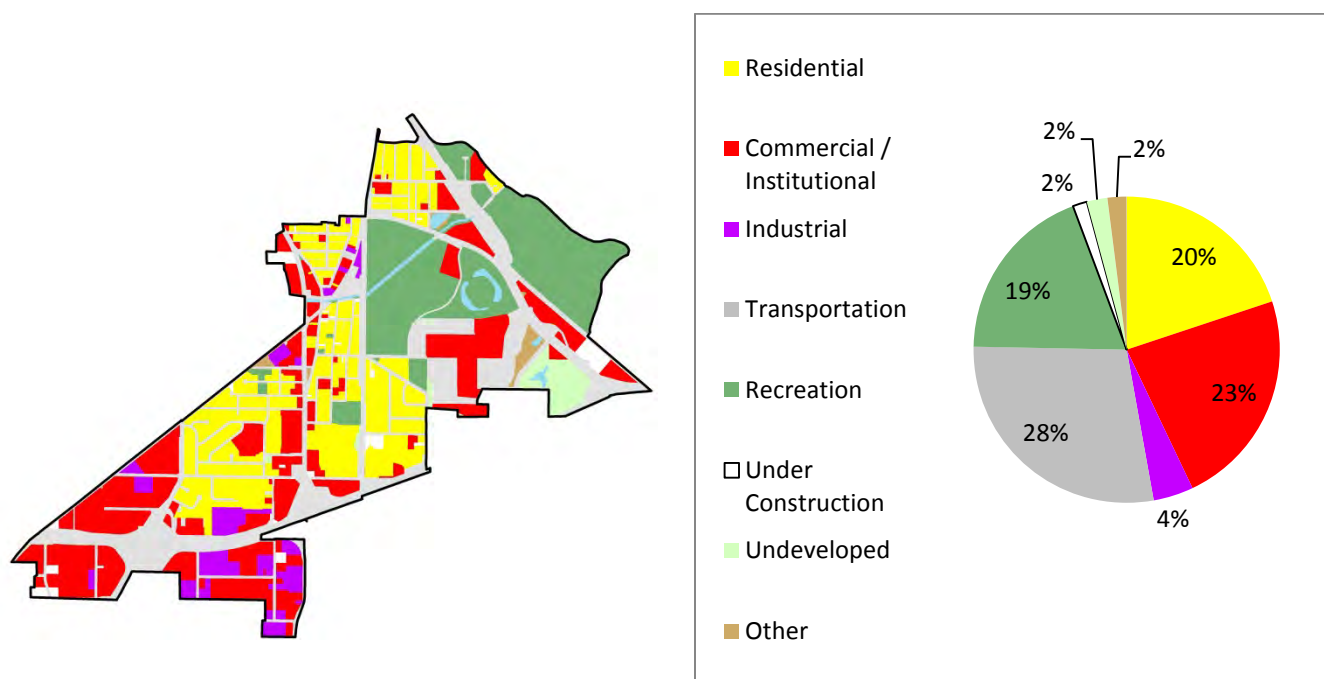 Residential
Commercial /
Institutional
Industrial
Transportation
Recreation
Under
Construction
Undeveloped
Other
2%
2%
2%
20%
19%
23%
28%
4%